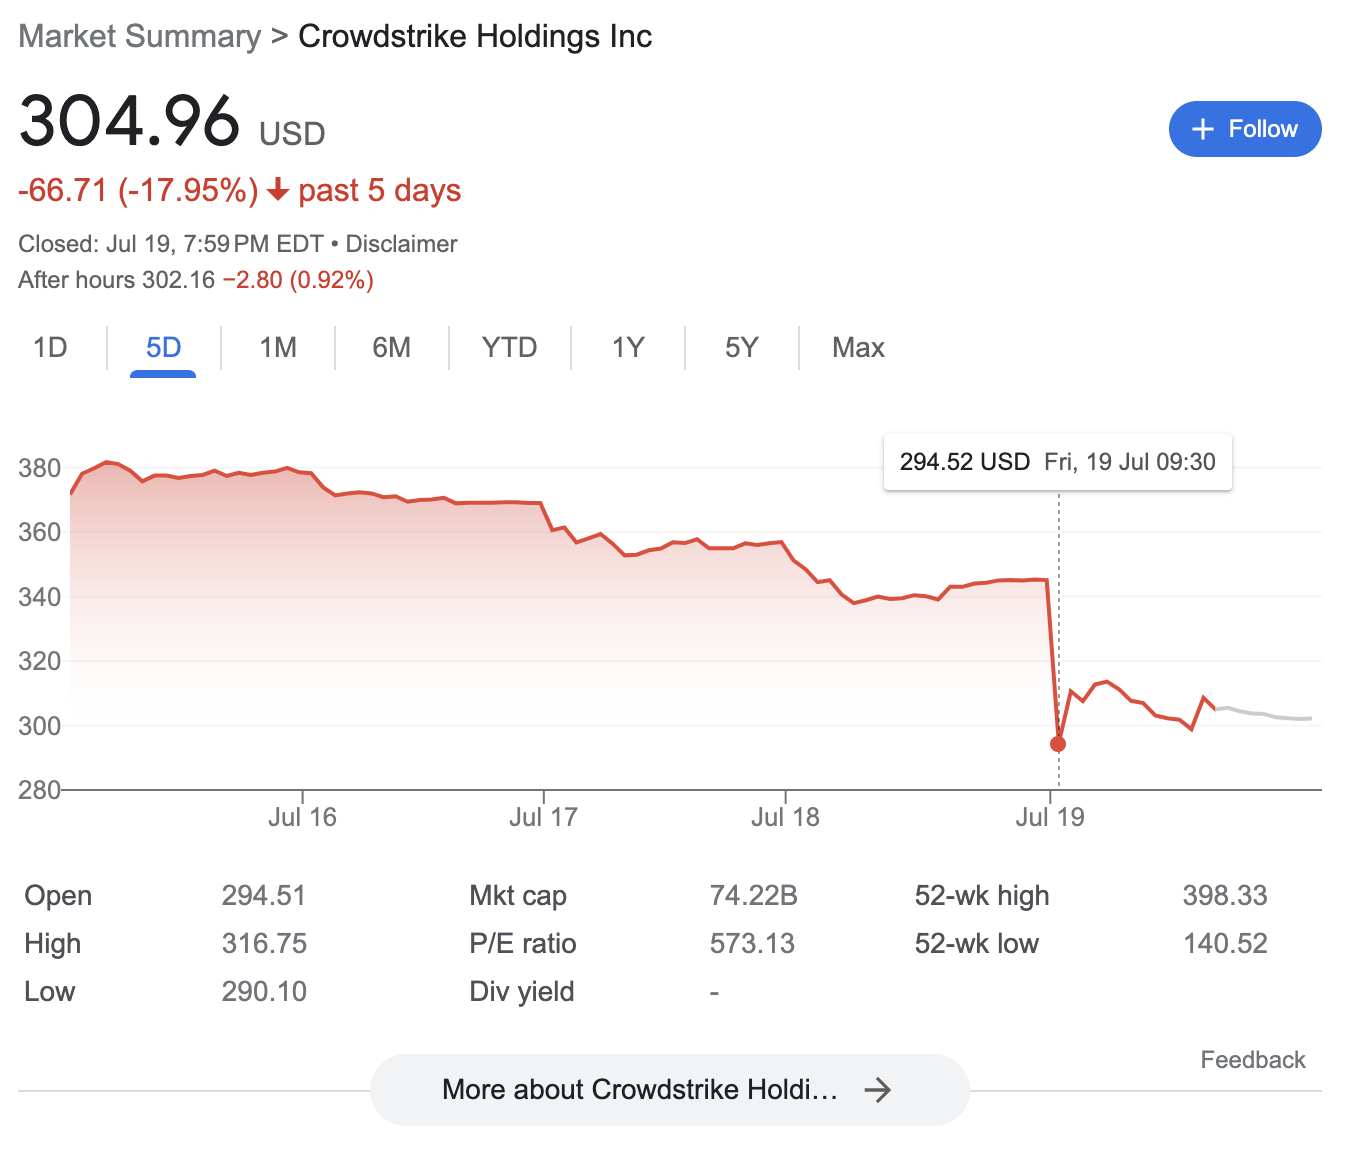 Market Summary > Crowdstrike Holdings Inc
304.96 USD
+ Follow
-66.71 (-17.95%) ↓ past 5 days
Closed: Jul 19, 7:59 PM EDT • Disclaimer
After hours 302.16 −2.80 (0.92%)
1D 5D 1M 6M YTD 1Y 5Y Max
294.52 USD Fri, 19 Jul 09:30
380
360
340
320
300
280
Jul 16 Jul 17 Jul 18 Jul 19
Open 294.51 Mkt cap 74.22B 52-wk high 398.33
High 316.75 P/E ratio 573.13 52-wk low 140.52
Low 290.10 Div yield -
Feedback
More about Crowdstrike Holdi... →